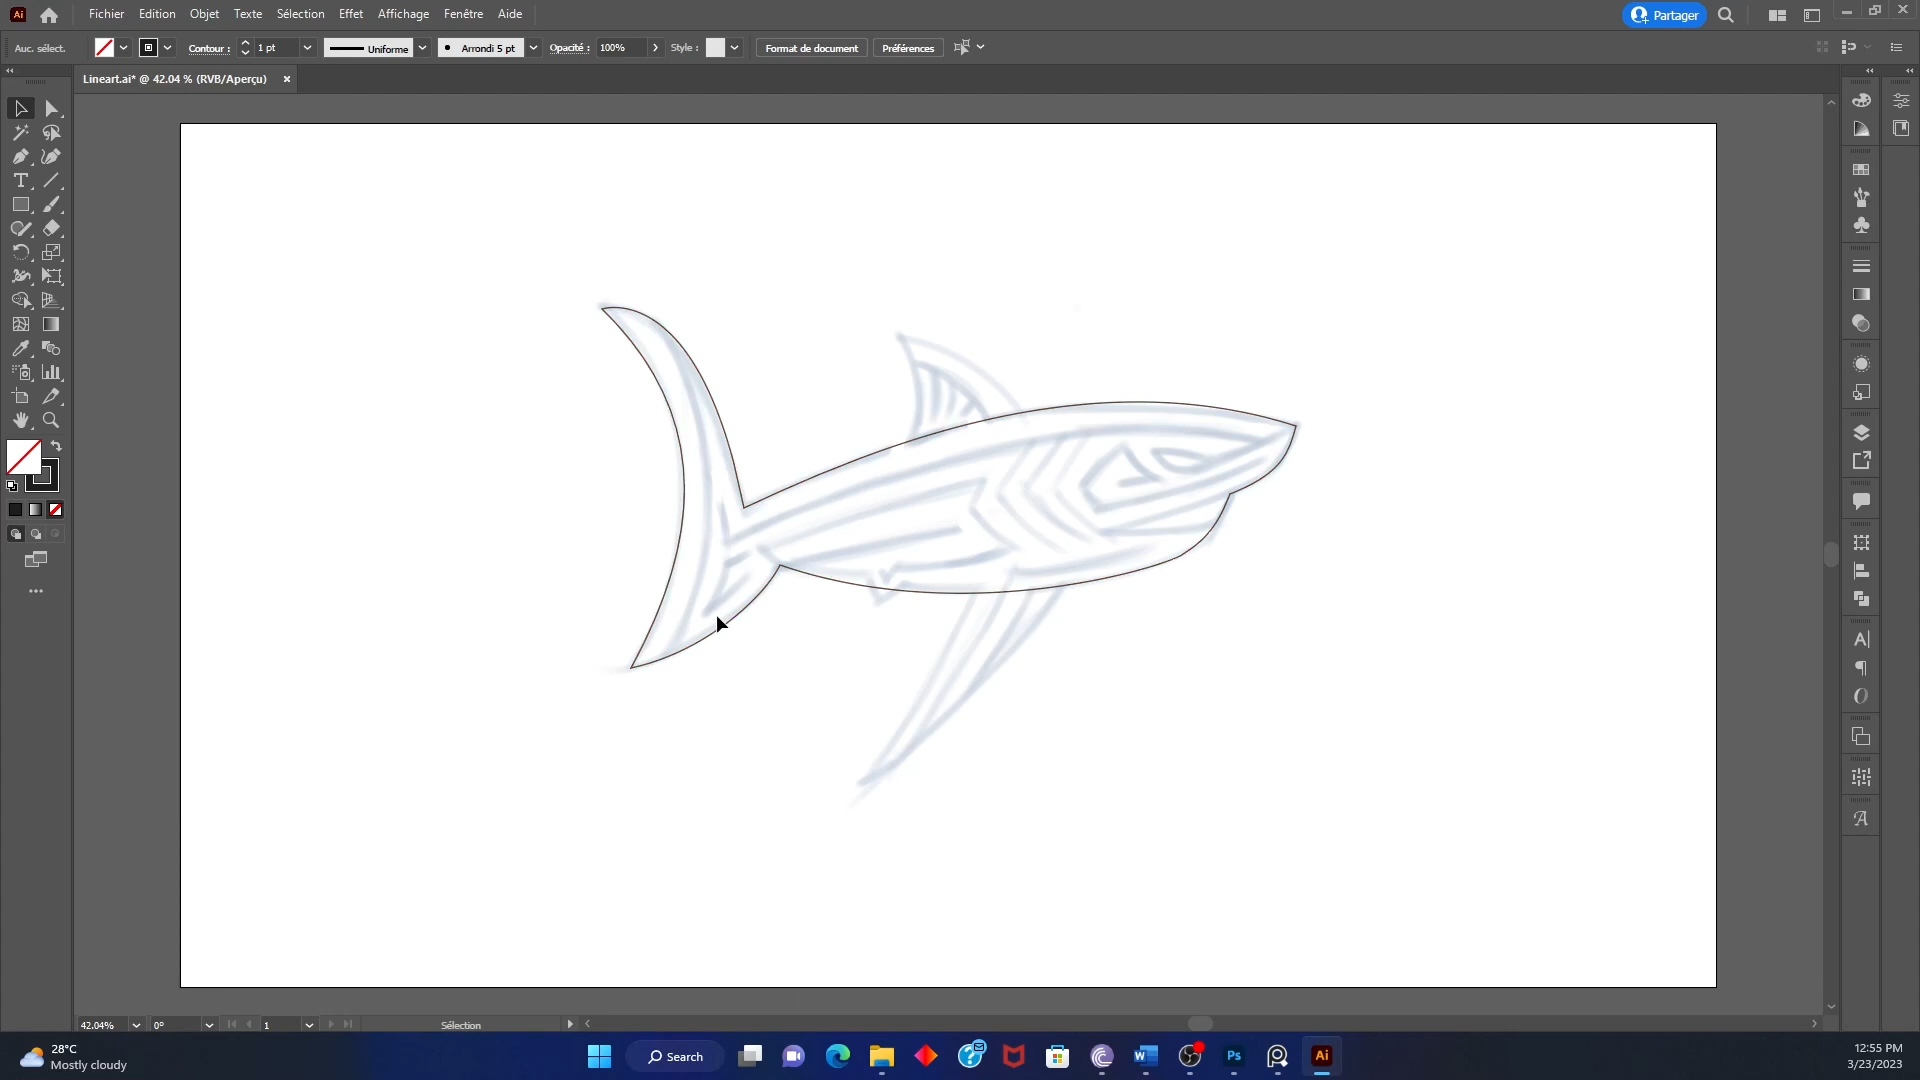 Ai Fichier Edition Objet Texte Sélection Effet Affichage Fenêtre Aide Partager
Auc. sélect. Contour : 1 pt Uniforme Arrondi 5 pt Opacité : 100% Style : Format de document Préférences
Lineart.ai* @ 42.04 % (RVB/Aperçu)
42.04% 0° 1 Sélection
28°C
Mostly cloudy
Search
Ps
Ai
12:55 PM
3/23/2023